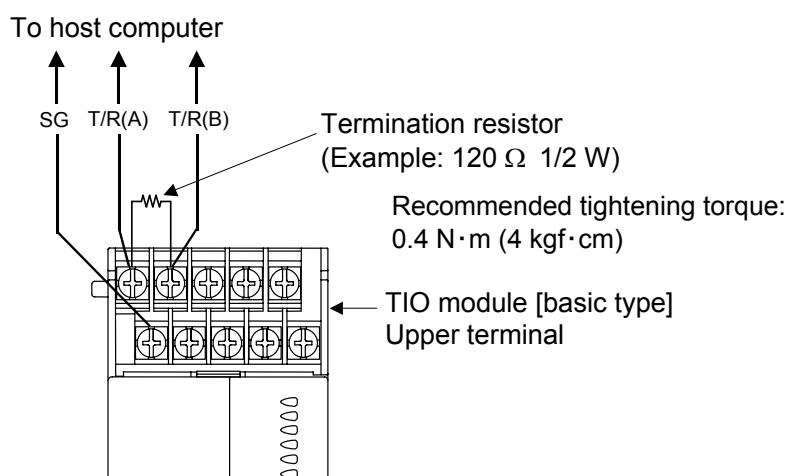 To host computer
SG T/R(A) T/R(B)
Termination resistor
(Example: 120 Ω 1/2 W)
Recommended tightening torque:
0.4 N·m (4 kgf·cm)
TIO module [basic type]
Upper terminal